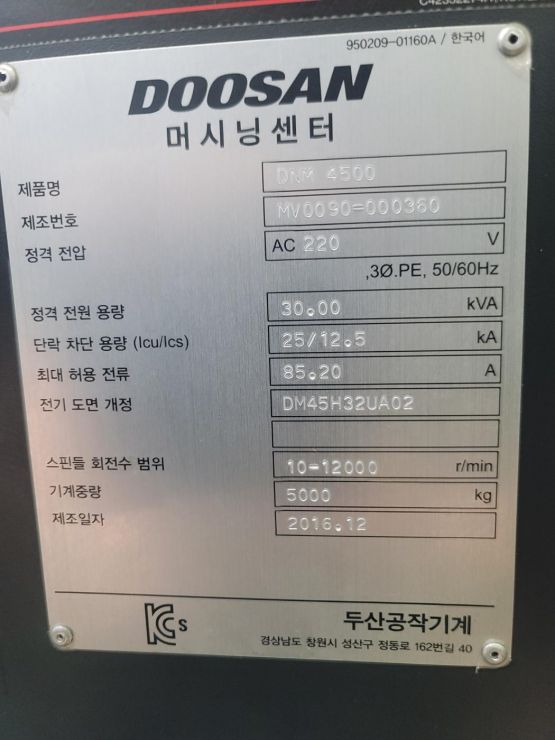 950209-01160A / 한국어
DOOSAN
머시닝센터
제품명 DNM 4500
제조번호 MV0090-000360
정격 전압 AC 220 V
,3Ø.PE, 50/60Hz
정격 전원 용량 30.00 kVA
단락 차단 용량 (Icu/Ics) 25/12.5 kA
최대 허용 전류 85.20 A
전기 도면 개정 DM45H32UA02
스핀들 회전수 범위 10-12000 r/min
기계중량 5000 kg
제조일자 2016.12
KCs
두산공작기계
경상남도 창원시 성산구 정동로 162번길 40